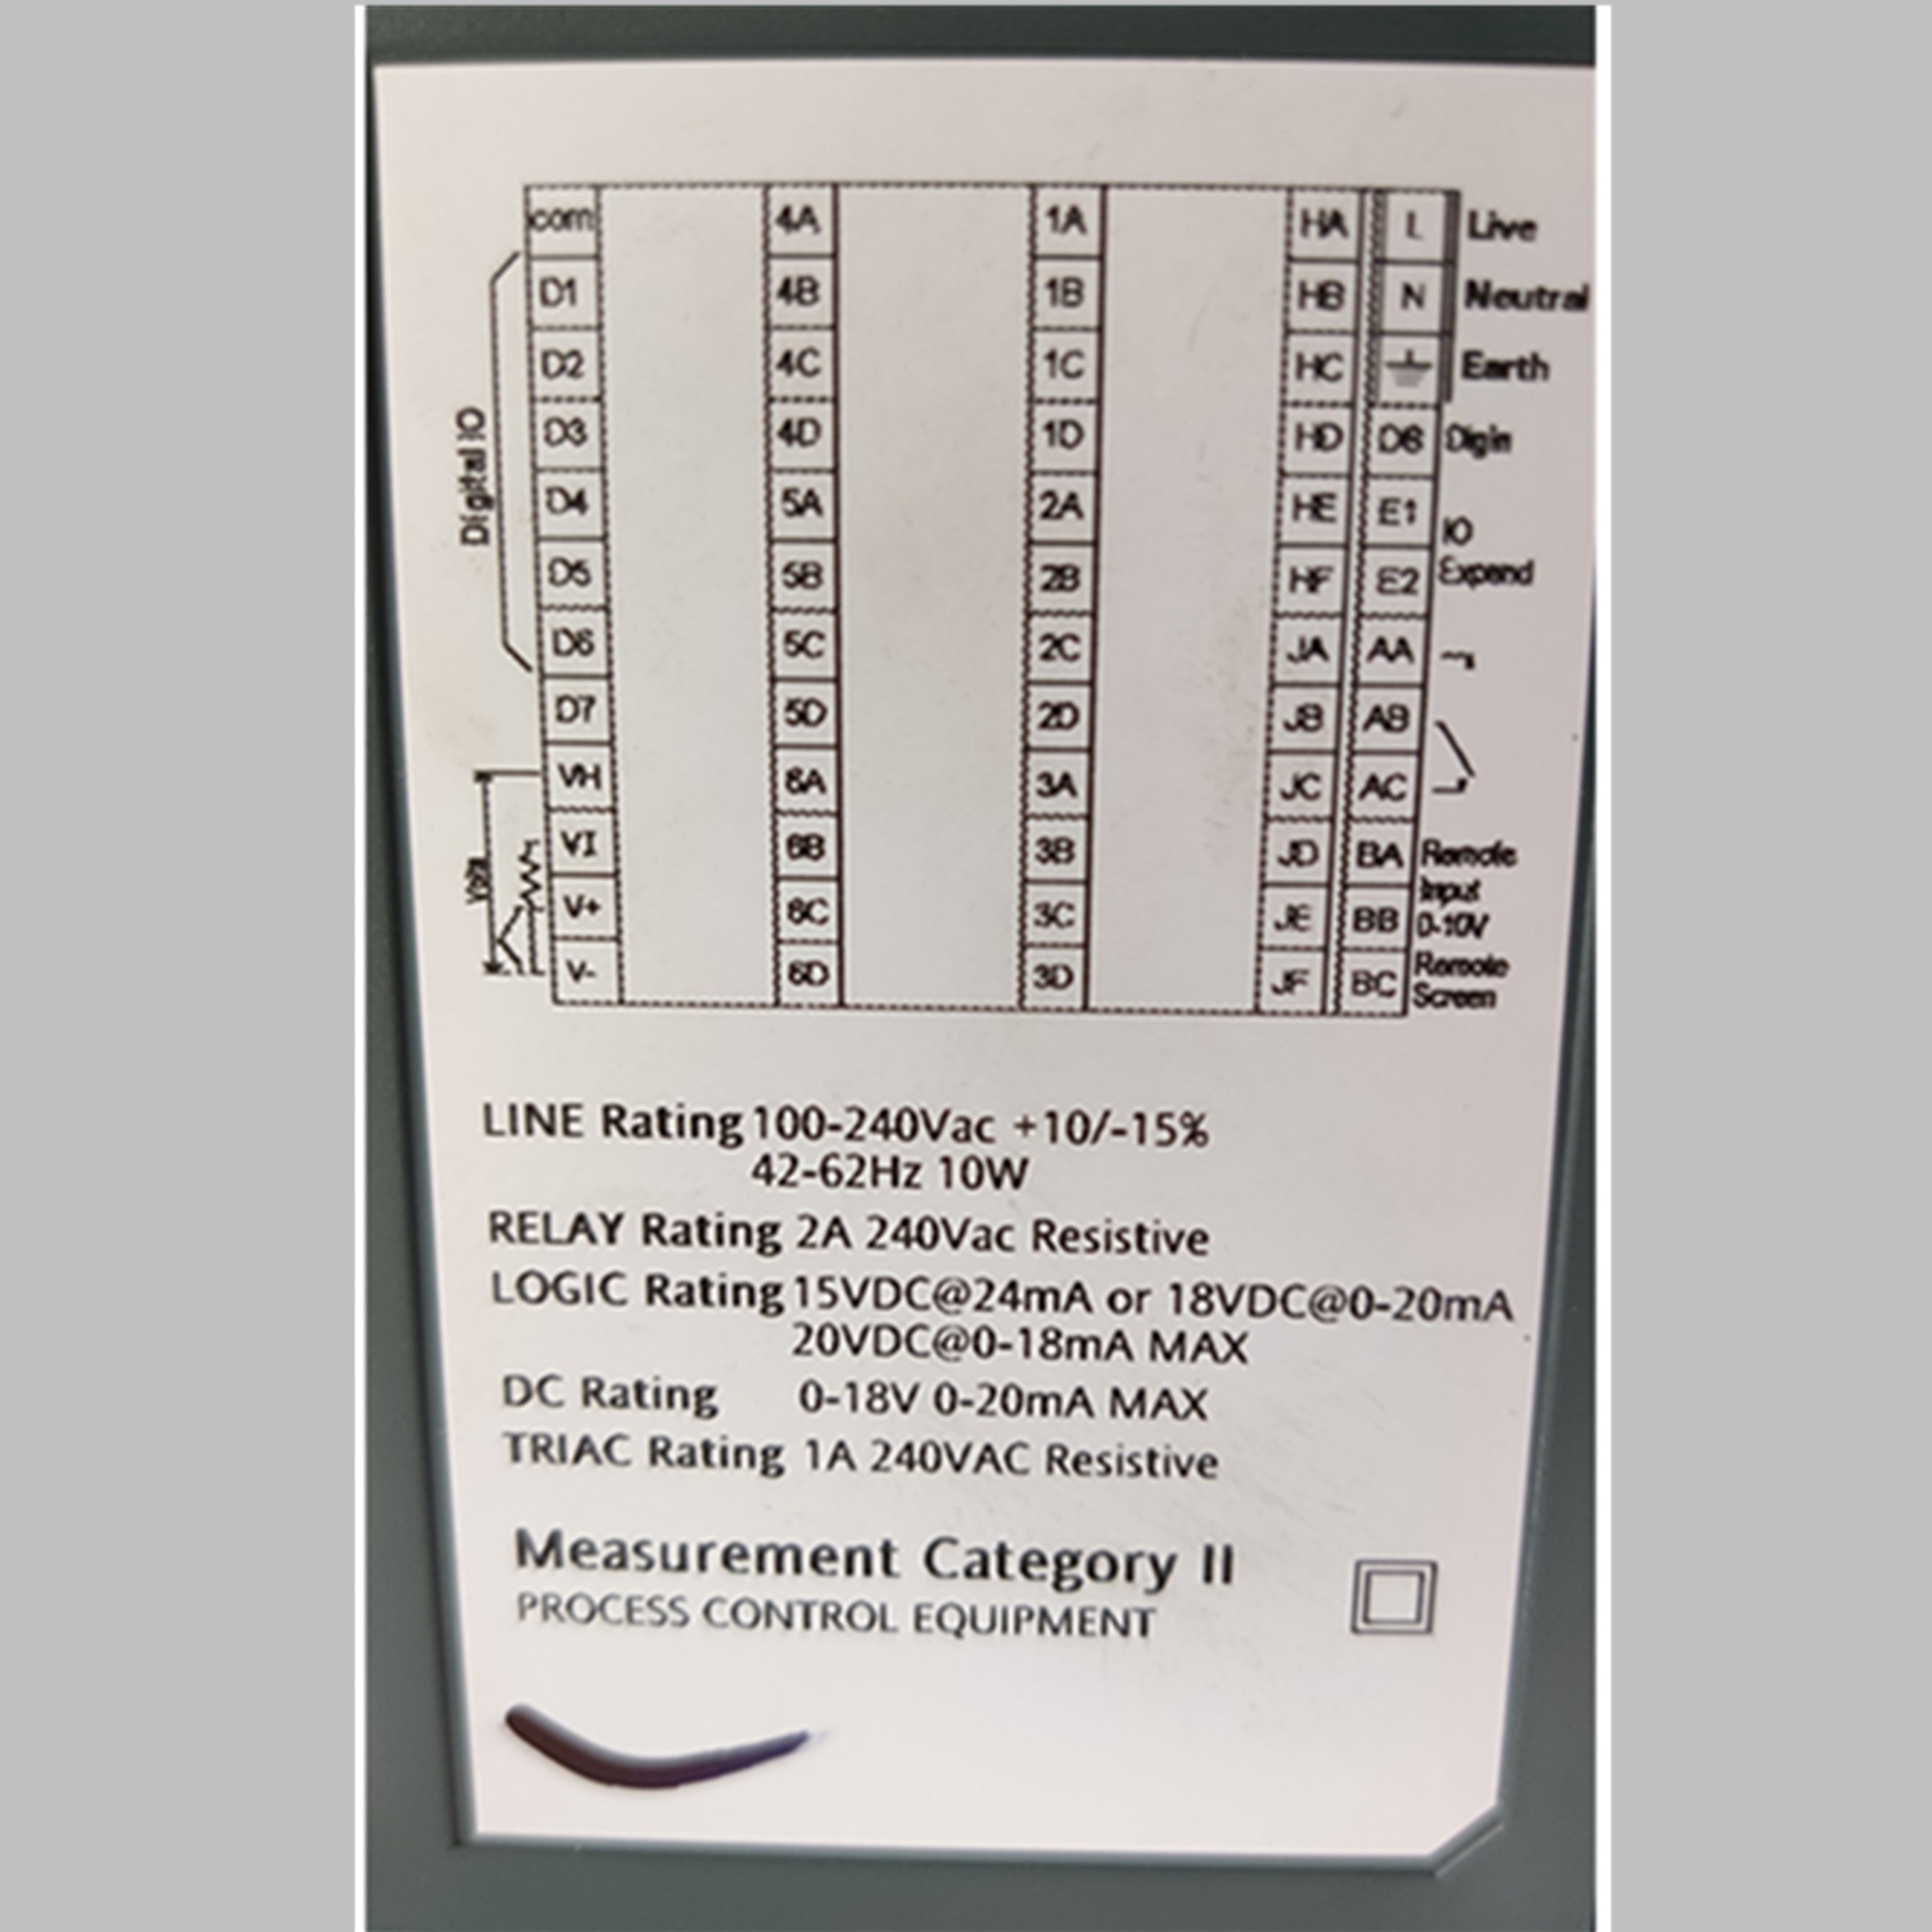 com 4A 1A HA L Live
D1 4B 1B HB N Neutral
D2 4C 1C HC Earth
D3 4D 1D HD D8 Digin
D4 5A 2A HE E1 IO
D5 5B 2B HF E2 Expand
D6 5C 2C JA AA
D7 5D 2D JB AB
VH 6A 3A JC AC
VI 6B 3B JD BA Remote
Input
V+ 6C 3C JE BB 0-10V
V- 6D 3D JF BC Remote
Screen
Digital IO
Volts
LINE Rating 100-240Vac +10/-15%
42-62Hz 10W
RELAY Rating 2A 240Vac Resistive
LOGIC Rating 15VDC@24mA or 18VDC@0-20mA
20VDC@0-18mA MAX
DC Rating 0-18V 0-20mA MAX
TRIAC Rating 1A 240VAC Resistive
Measurement Category II
PROCESS CONTROL EQUIPMENT